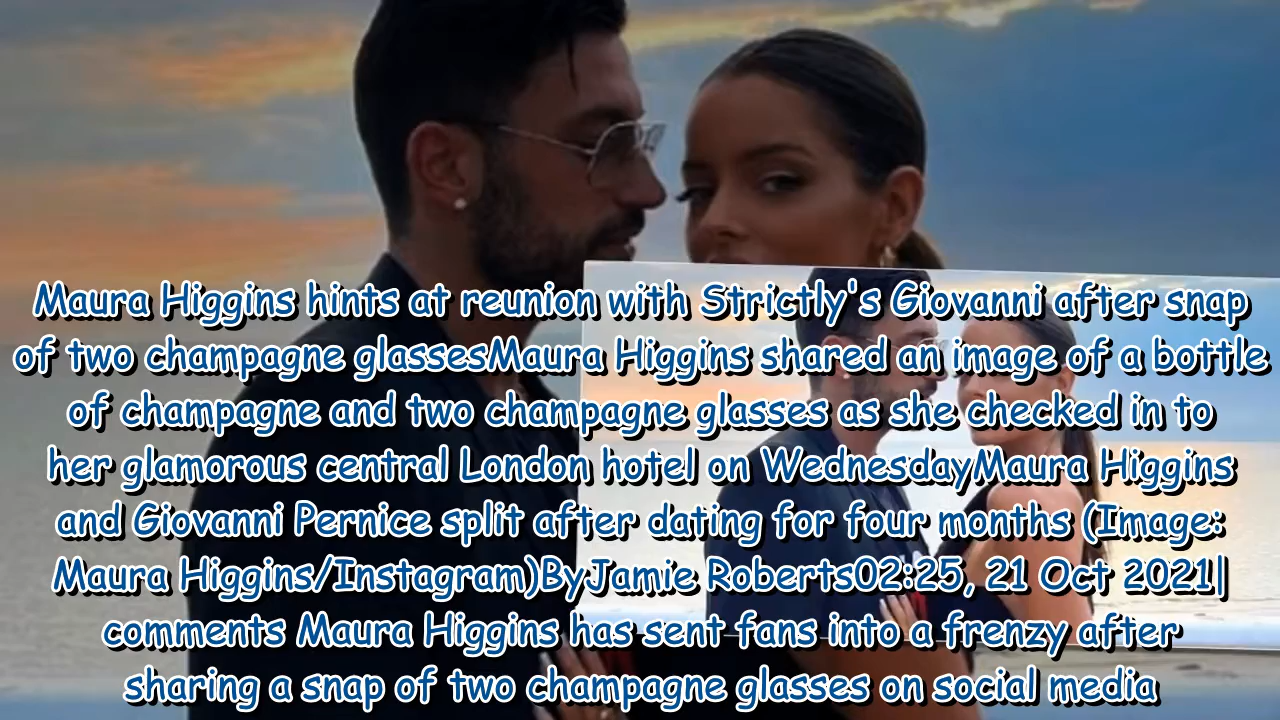 Maura Higgins hints at reunion with Strictly's Giovanni after snap
of two champagne glassesMaura Higgins shared an image of a bottle
of champagne and two champagne glasses as she checked in to
her glamorous central London hotel on WednesdayMaura Higgins
and Giovanni Pernice split after dating for four months (Image:
Maura Higgins/Instagram)ByJamie Roberts02:25, 21 Oct 2021|
comments Maura Higgins has sent fans into a frenzy after
sharing a snap of two champagne glasses on social media